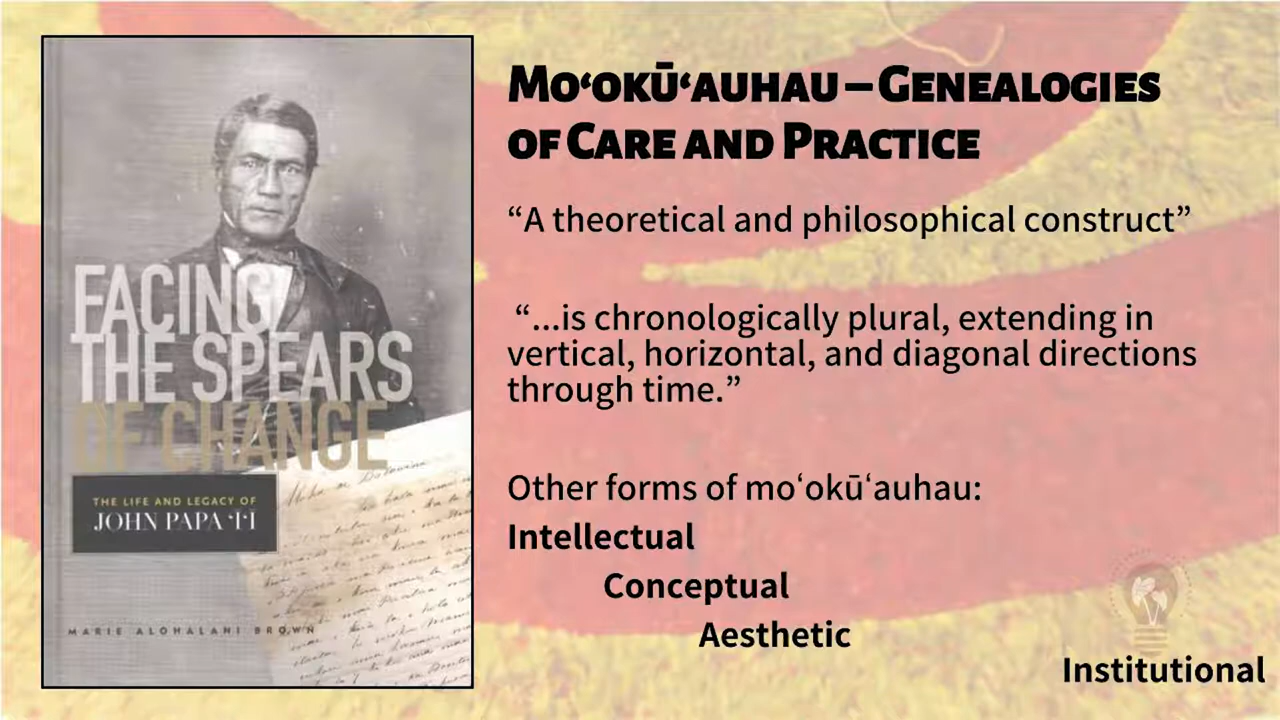 FACING
THE SPEARS
OF CHANGE
THE LIFE AND LEGACY OF
JOHN PAPA ʻĪʻĪ
MARIE ALOHALANI BROWN
Moʻokūʻauhau – Genealogies
of Care and Practice
“A theoretical and philosophical construct”
“...is chronologically plural, extending in
vertical, horizontal, and diagonal directions
through time.”
Other forms of moʻokūʻauhau:
Intellectual
Conceptual
Aesthetic
Institutional